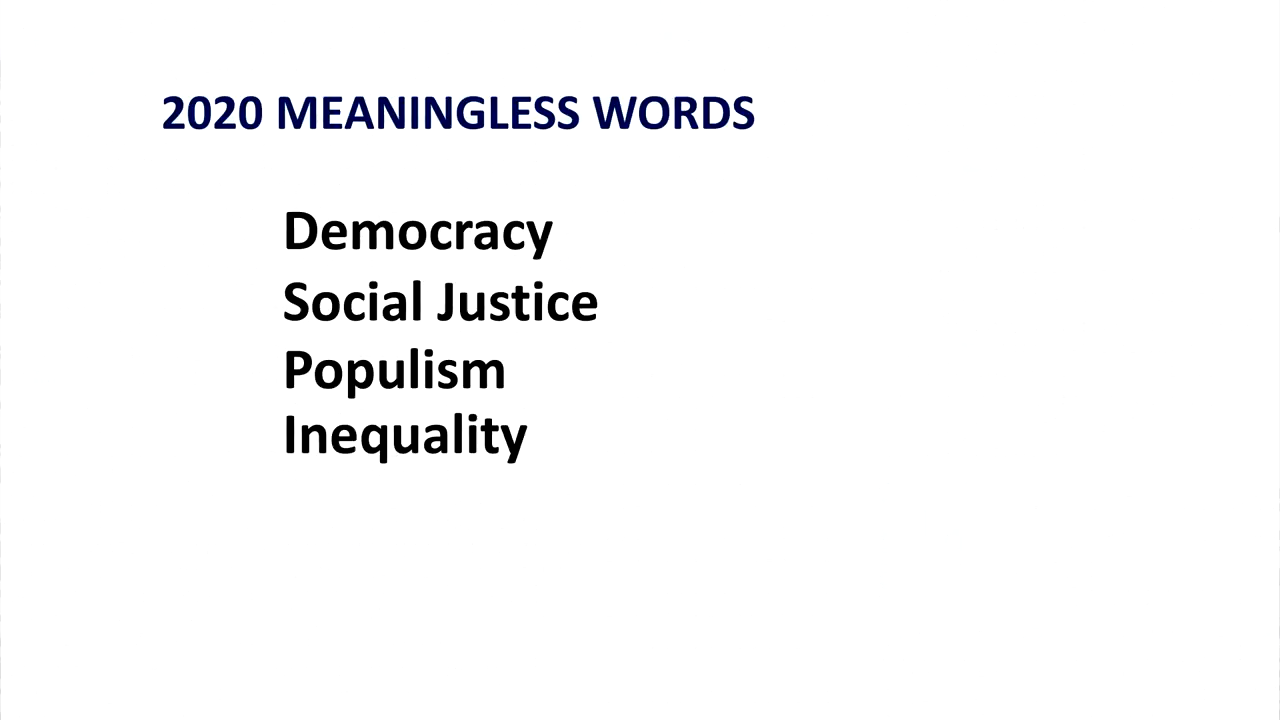 2020 MEANINGLESS WORDS
Democracy
Social Justice
Populism
Inequality